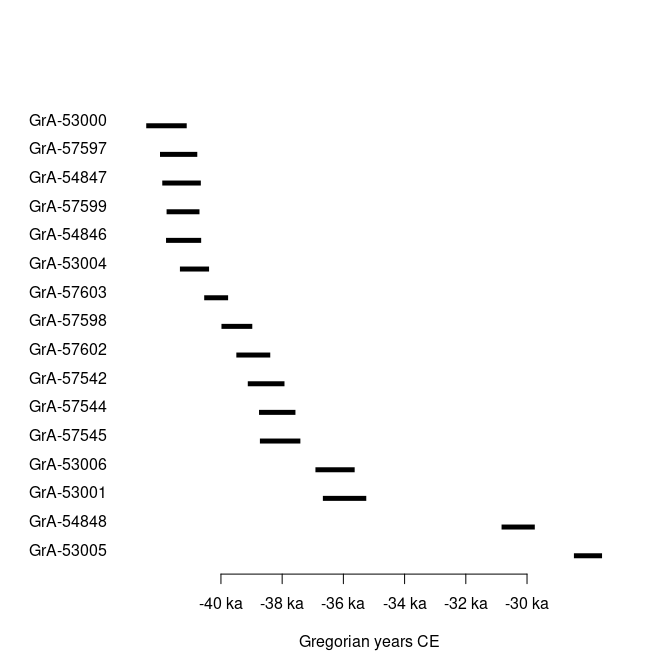 GrA-53000
GrA-57597
GrA-54847
GrA-57599
GrA-54846
GrA-53004
GrA-57603
GrA-57598
GrA-57602
GrA-57542
GrA-57544
GrA-57545
GrA-53006
GrA-53001
GrA-54848
GrA-53005
-40 ka -38 ka -36 ka -34 ka -32 ka -30 ka
Gregorian years CE